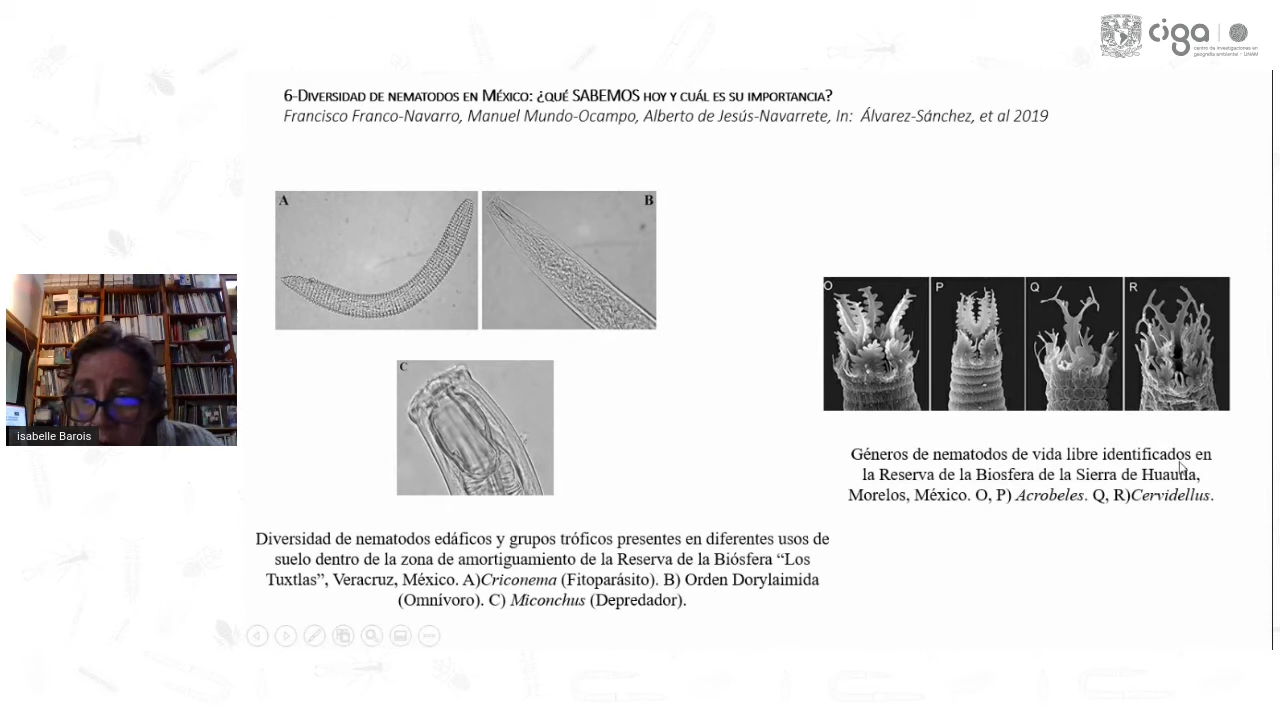 ciga
centro de investigaciones en
geografía ambiental - UNAM
6-Diversidad de nematodos en México: ¿qué SABEMOS hoy y cuál es su importancia?
Francisco Franco-Navarro, Manuel Mundo-Ocampo, Alberto de Jesús-Navarrete, In: Álvarez-Sánchez, et al 2019
A
B
C
O
P
Q
R
isabelle Barois
Géneros de nematodos de vida libre identificados en
la Reserva de la Biosfera de la Sierra de Huautla,
Morelos, México. O, P) Acrobeles. Q, R)Cervidellus.
Diversidad de nematodos edáficos y grupos tróficos presentes en diferentes usos de
suelo dentro de la zona de amortiguamiento de la Reserva de la Biósfera “Los
Tuxtlas”, Veracruz, México. A)Criconema (Fitoparásito). B) Orden Dorylaimida
(Omnívoro). C) Miconchus (Depredador).